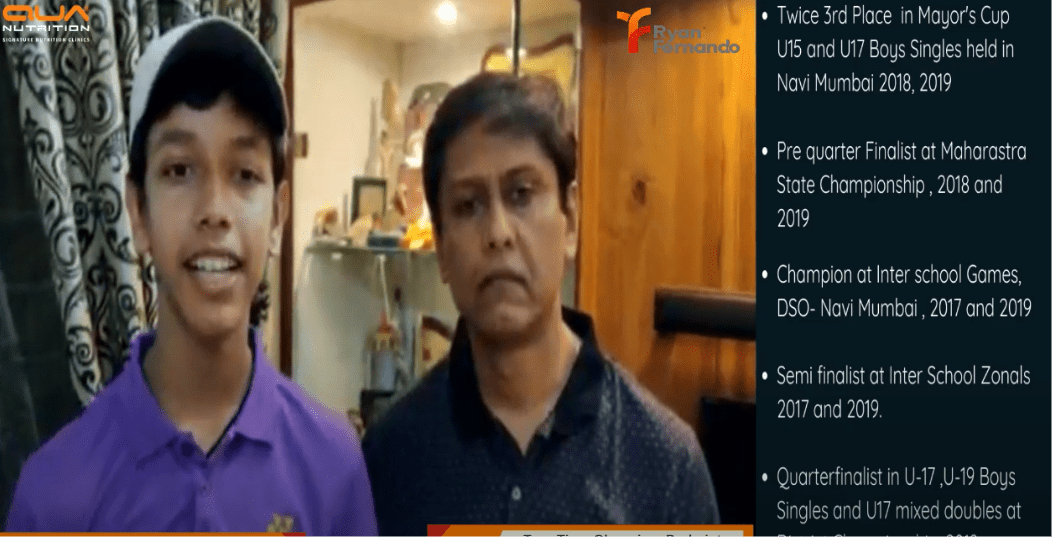 QUA
NUTRITION
SIGNATURE NUTRITION CLINICS
Ryan
Fernando
• Twice 3rd Place in Mayor's Cup
U15 and U17 Boys Singles held in
Navi Mumbai 2018, 2019
• Pre quarter Finalist at Maharastra
State Championship , 2018 and
2019
• Champion at Inter school Games,
DSO- Navi Mumbai , 2017 and 2019
• Semi finalist at Inter School Zonals
2017 and 2019.
• Quarterfinalist in U-17 ,U-19 Boys
Singles and U17 mixed doubles at